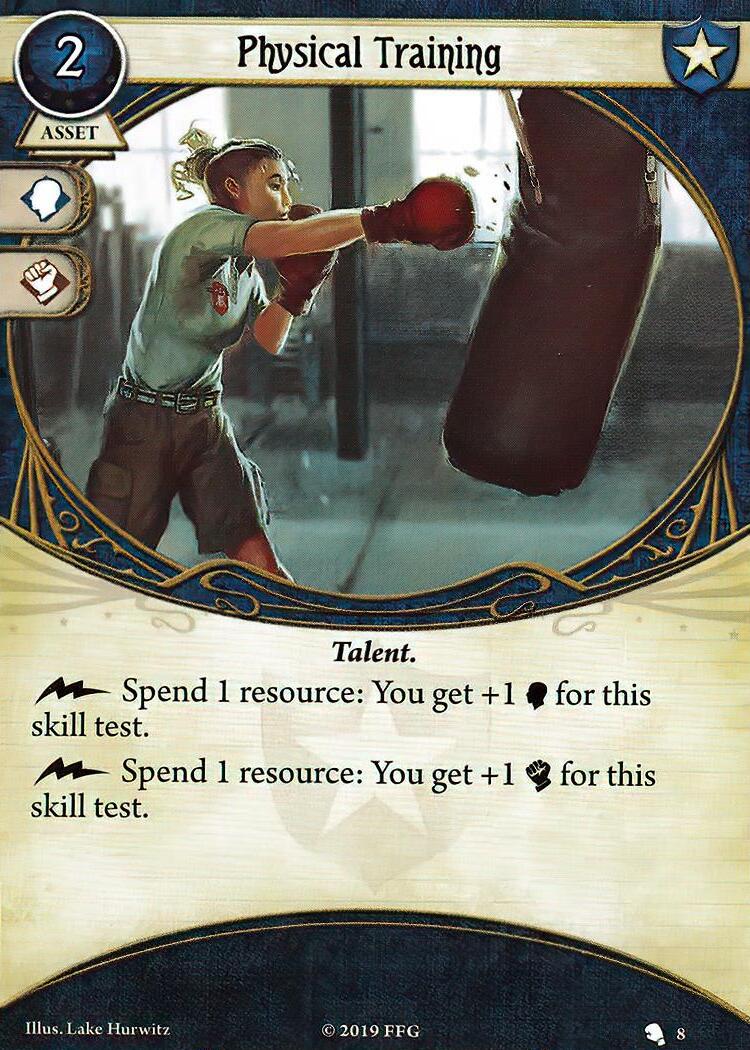 2
Physical Training
ASSET
Talent.
Spend 1 resource: You get +1 for this
skill test.
Spend 1 resource: You get +1 for this
skill test.
Illus. Lake Hurwitz
© 2019 FFG
8